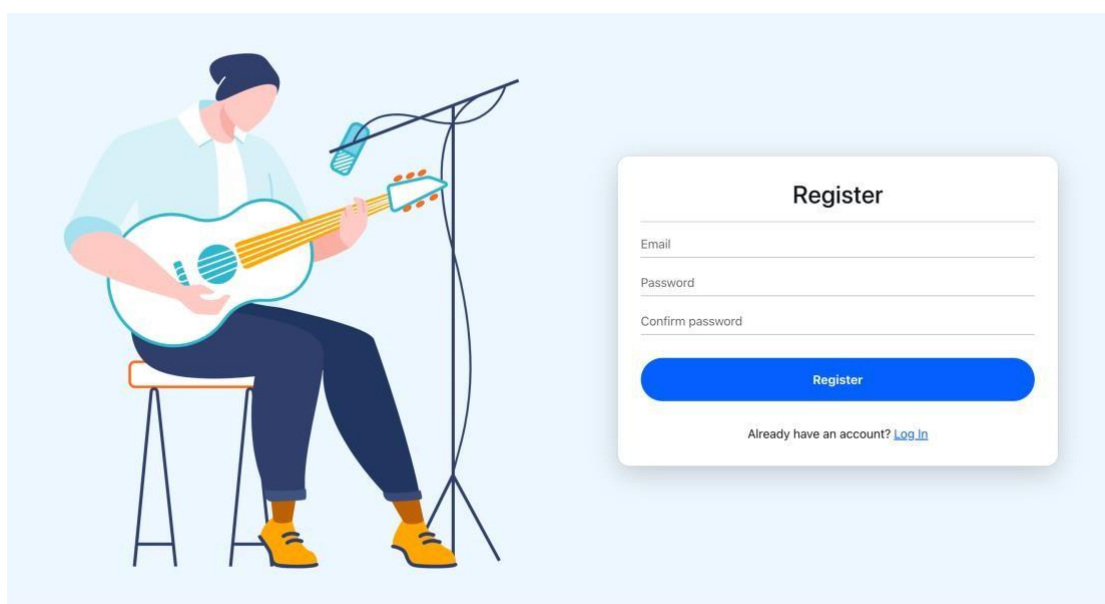 Register
Email
Password
Confirm password
Register
Already have an account? Log In